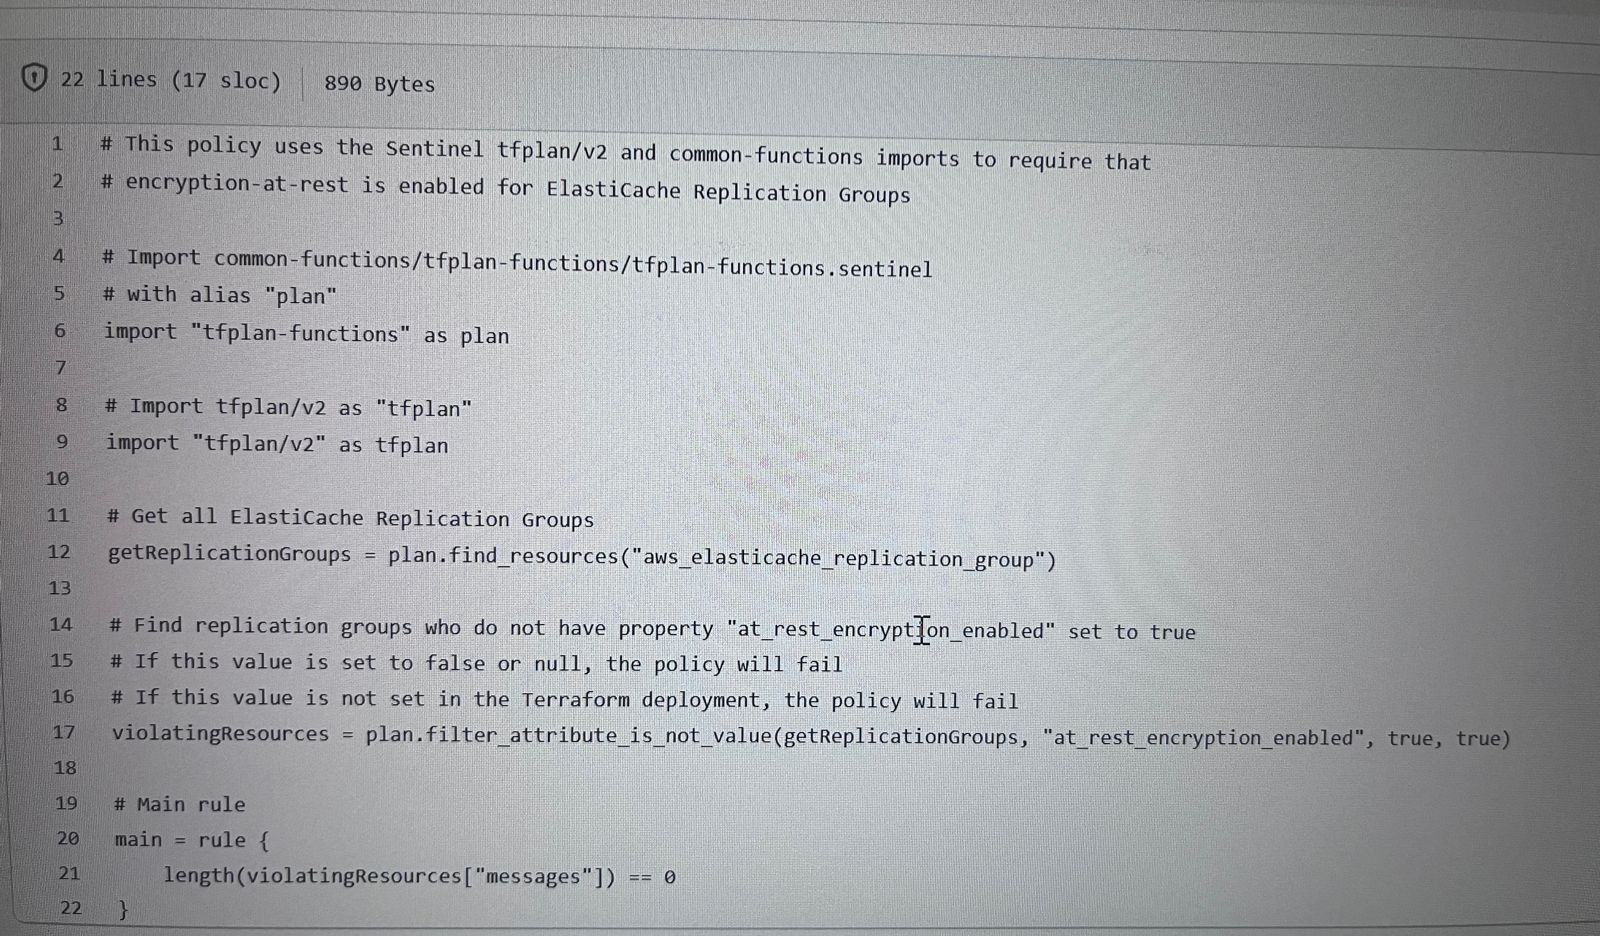 22 lines (17 sloc) 890 Bytes
1 # This policy uses the Sentinel tfplan/v2 and common-functions imports to require that
2 # encryption-at-rest is enabled for ElastiCache Replication Groups
3
4 # Import common-functions/tfplan-functions/tfplan-functions.sentinel
5 # with alias "plan"
6 import "tfplan-functions" as plan
7
8 # Import tfplan/v2 as "tfplan"
9 import "tfplan/v2" as tfplan
10
11 # Get all ElastiCache Replication Groups
12 getReplicationGroups = plan.find_resources("aws_elasticache_replication_group")
13
14 # Find replication groups who do not have property "at_rest_encryption_enabled" set to true
15 # If this value is set to false or null, the policy will fail
16 # If this value is not set in the Terraform deployment, the policy will fail
17 violatingResources = plan.filter_attribute_is_not_value(getReplicationGroups, "at_rest_encryption_enabled", true, true)
18
19 # Main rule
20 main = rule {
21     length(violatingResources["messages"]) == 0
22 }